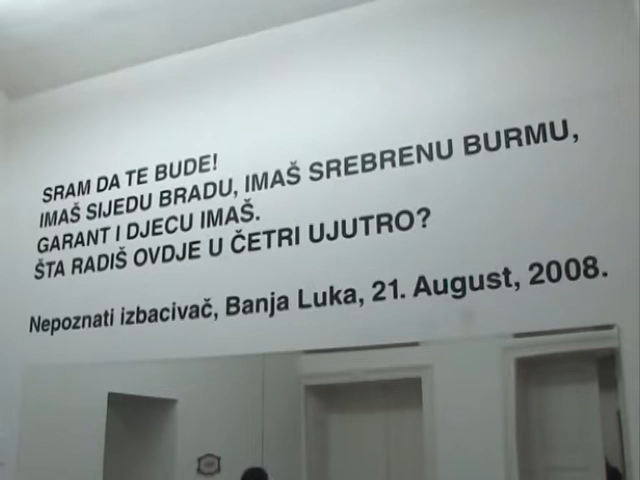 SRAM DA TE BUDE!
IMAŠ SIJEDU BRADU, IMAŠ SREBRENU BURMU,
GARANT I DJECU IMAŠ.
ŠTA RADIŠ OVDJE U ČETRI UJUTRO?
Nepoznati izbacivač, Banja Luka, 21. August, 2008.